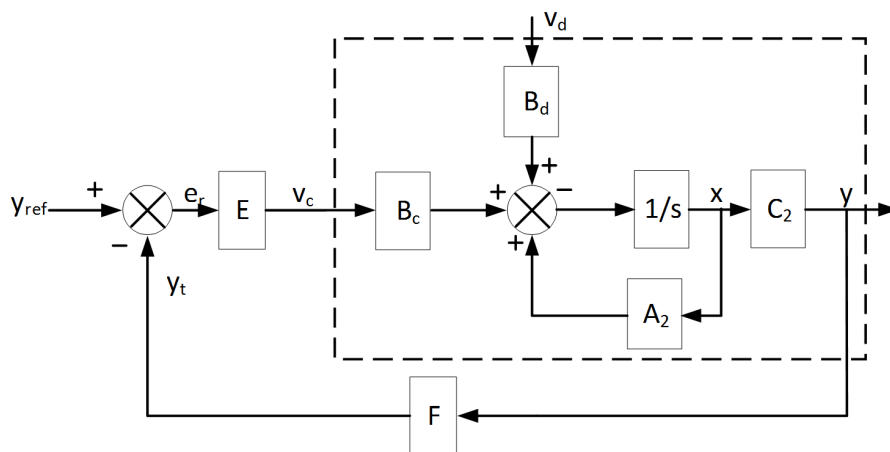 v_d
B_d
+
+
−
+
y_ref
+
e_r
E
v_c
B_c
1/s
x
C_2
y
−
+
y_t
A_2
F